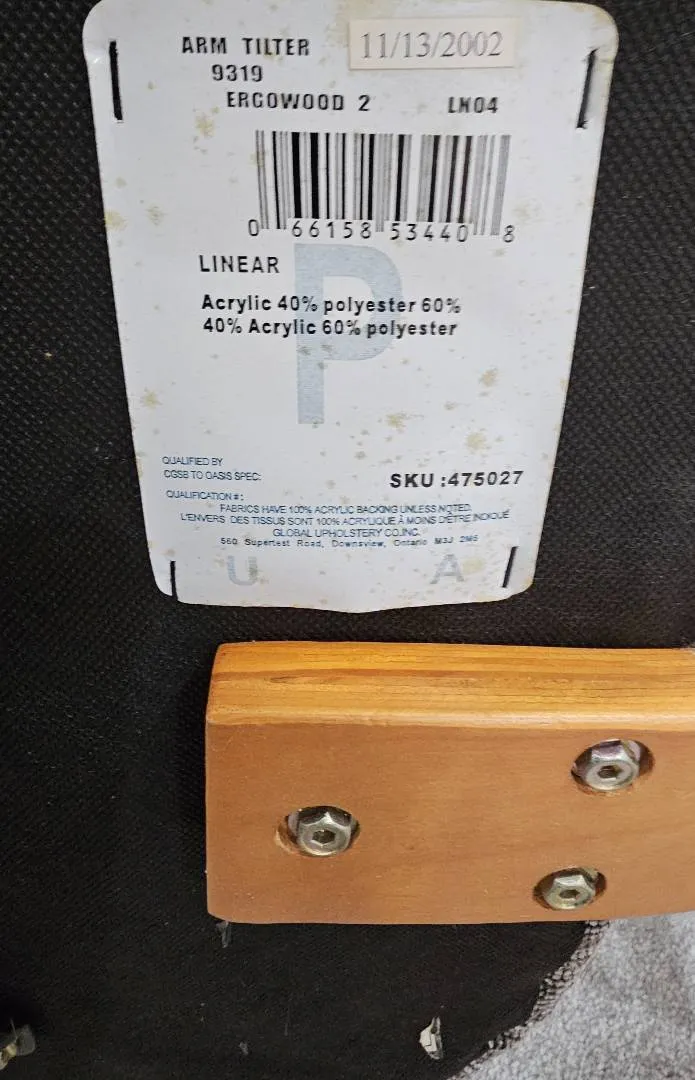 ARM TILTER 11/13/2002
9319
ERGOWOOD 2 LN04
0 66158 53440 8
LINEAR
Acrylic 40% polyester 60%
40% Acrylic 60% polyester
P
QUALIFIED BY
CGSB TO OASIS SPEC:
SKU :475027
QUALIFICATION #:
FABRICS HAVE 100% ACRYLIC BACKING UNLESS NOTED.
L'ENVERS DES TISSUS SONT 100% ACRYLIQUE À MOINS D'ÊTRE INDIQUÉ
GLOBAL UPHOLSTERY CO.INC.
560 Supertest Road, Downsview, Ontario M3J 2M6
U A